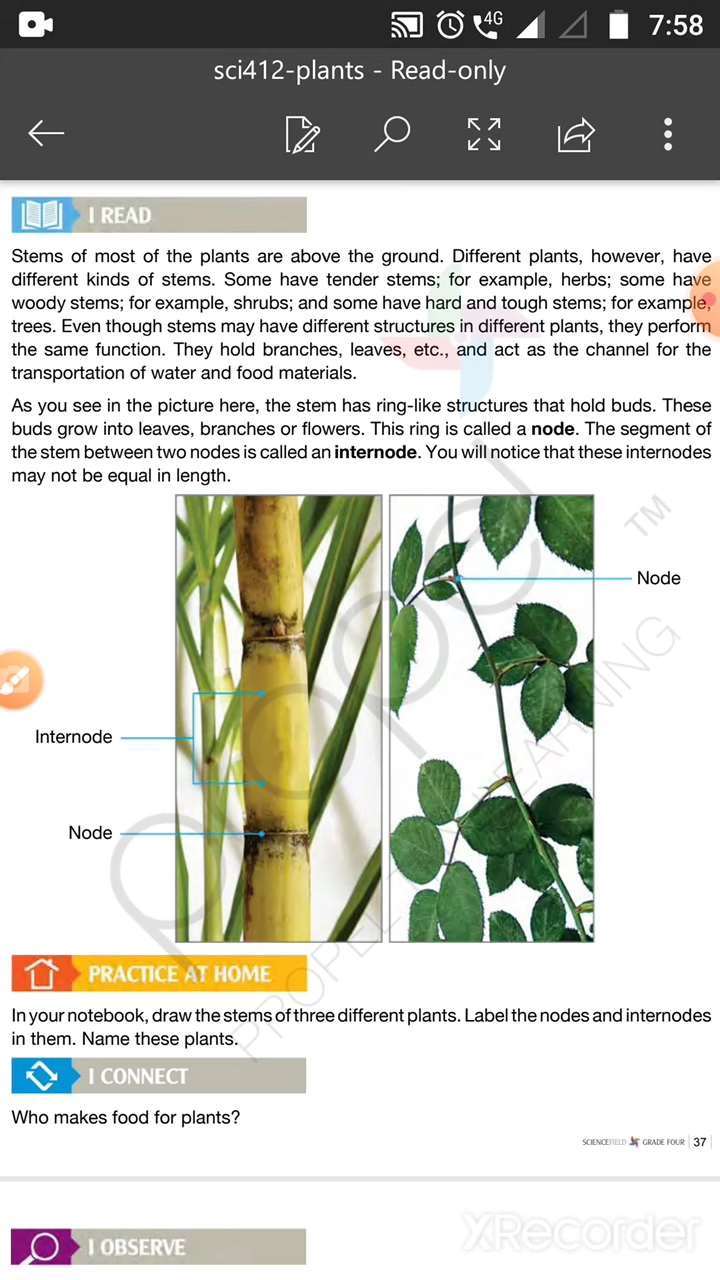 4G 7:58
sci412-plants - Read-only
I READ
Stems of most of the plants are above the ground. Different plants, however, have
different kinds of stems. Some have tender stems; for example, herbs; some have
woody stems; for example, shrubs; and some have hard and tough stems; for example,
trees. Even though stems may have different structures in different plants, they perform
the same function. They hold branches, leaves, etc., and act as the channel for the
transportation of water and food materials.
As you see in the picture here, the stem has ring-like structures that hold buds. These
buds grow into leaves, branches or flowers. This ring is called a node. The segment of
the stem between two nodes is called an internode. You will notice that these internodes
may not be equal in length.
Node
Internode
Node
propel
TM
PROPEL LEARNING
PRACTICE AT HOME
In your notebook, draw the stems of three different plants. Label the nodes and internodes
in them. Name these plants.
I CONNECT
Who makes food for plants?
SCIENCEFIELD GRADE FOUR 37
I OBSERVE
XRecorder